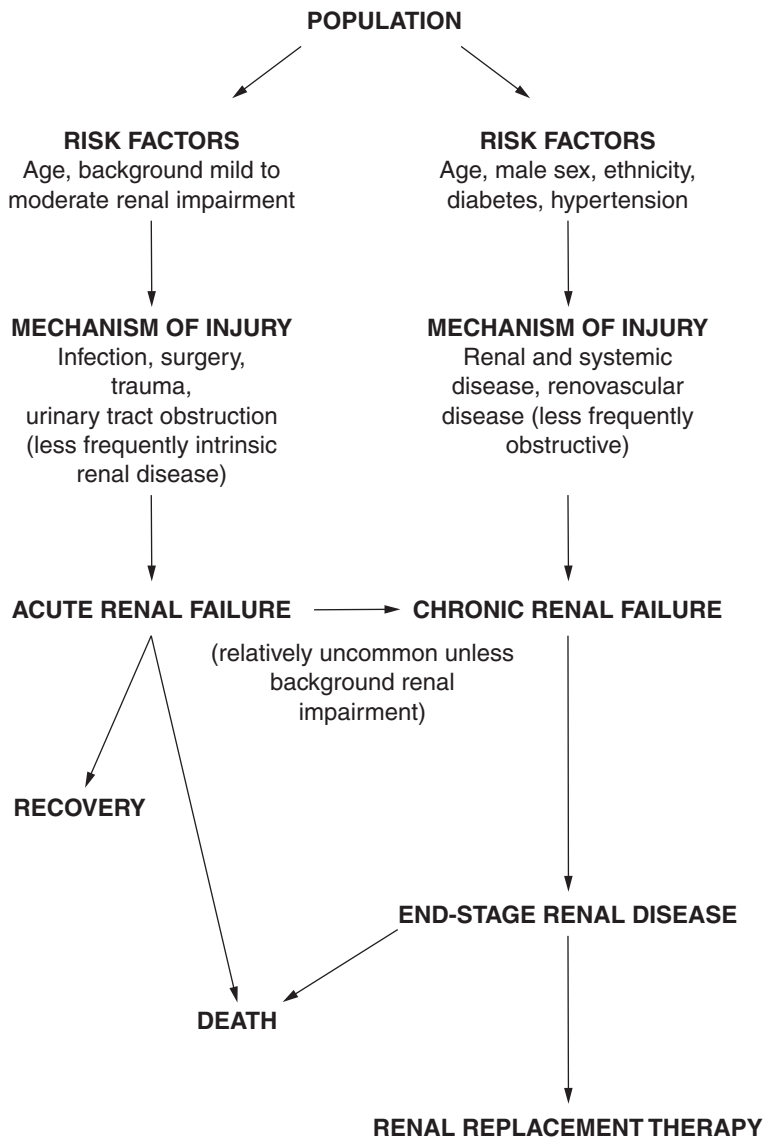 POPULATION
RISK FACTORS
Age, background mild to
moderate renal impairment
RISK FACTORS
Age, male sex, ethnicity,
diabetes, hypertension
MECHANISM OF INJURY
Infection, surgery,
trauma,
urinary tract obstruction
(less frequently intrinsic
renal disease)
MECHANISM OF INJURY
Renal and systemic
disease, renovascular
disease (less frequently
obstructive)
ACUTE RENAL FAILURE
CHRONIC RENAL FAILURE
(relatively uncommon unless
background renal
impairment)
RECOVERY
END-STAGE RENAL DISEASE
DEATH
RENAL REPLACEMENT THERAPY